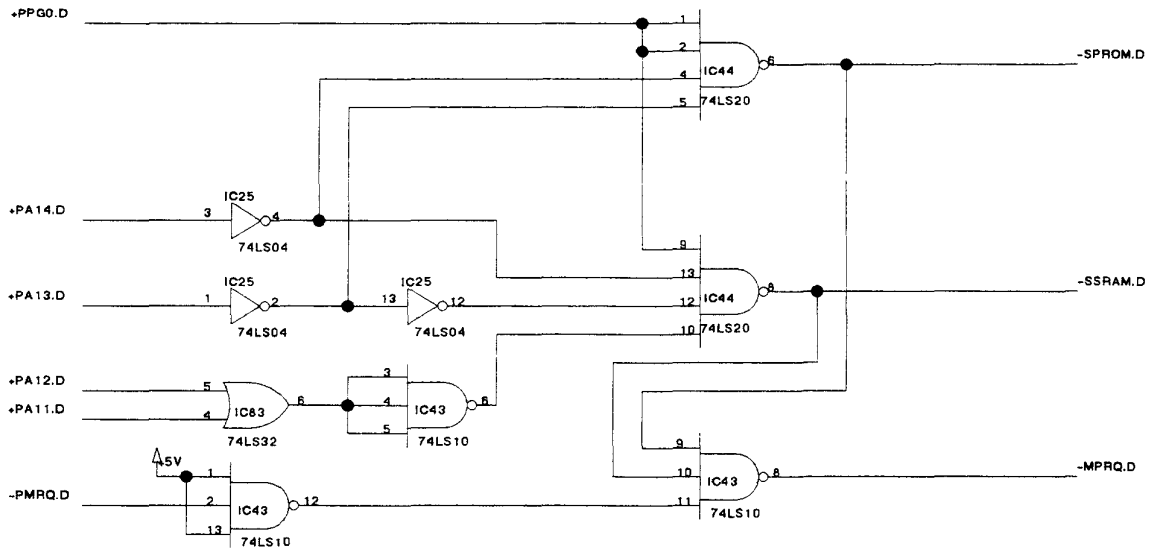 +PPG0.D
1
2
4
5
IC44
74LS20
6
-SPROM.D
+PA14.D
3
IC25
4
74LS04
9
13
12
10
IC44
74LS20
8
-SSRAM.D
+PA13.D
1
IC25
2
74LS04
13
IC25
12
74LS04
+PA12.D
5
+PA11.D
4
IC83
6
74LS32
3
4
5
IC43
6
74LS10
+5V
-PMRQ.D
1
2
13
IC43
12
74LS10
9
10
11
IC43
8
74LS10
-MPRQ.D